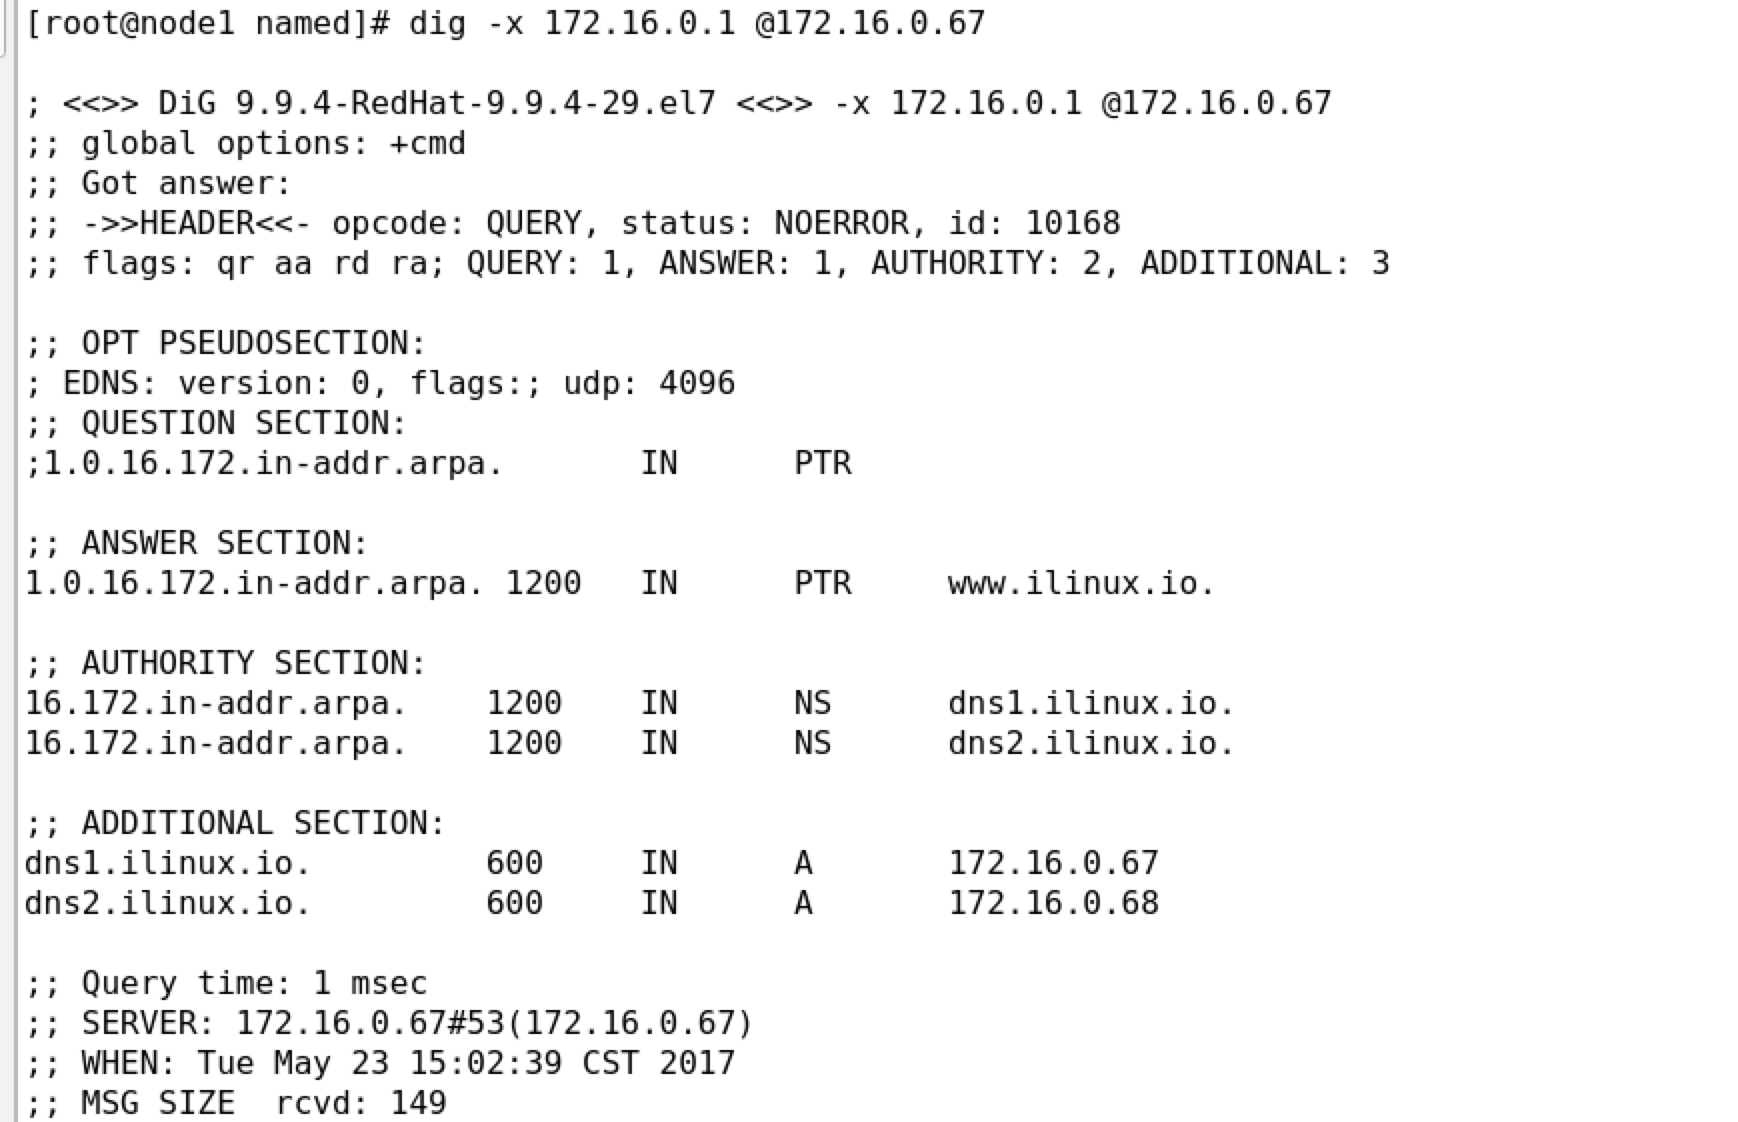 [root@node1 named]# dig -x 172.16.0.1 @172.16.0.67
; <<>> DiG 9.9.4-RedHat-9.9.4-29.el7 <<>> -x 172.16.0.1 @172.16.0.67
;; global options: +cmd
;; Got answer:
;; ->>HEADER<<- opcode: QUERY, status: NOERROR, id: 10168
;; flags: qr aa rd ra; QUERY: 1, ANSWER: 1, AUTHORITY: 2, ADDITIONAL: 3
;; OPT PSEUDOSECTION:
; EDNS: version: 0, flags:; udp: 4096
;; QUESTION SECTION:
;1.0.16.172.in-addr.arpa. IN PTR
;; ANSWER SECTION:
1.0.16.172.in-addr.arpa. 1200 IN PTR www.ilinux.io.
;; AUTHORITY SECTION:
16.172.in-addr.arpa. 1200 IN NS dns1.ilinux.io.
16.172.in-addr.arpa. 1200 IN NS dns2.ilinux.io.
;; ADDITIONAL SECTION:
dns1.ilinux.io. 600 IN A 172.16.0.67
dns2.ilinux.io. 600 IN A 172.16.0.68
;; Query time: 1 msec
;; SERVER: 172.16.0.67#53(172.16.0.67)
;; WHEN: Tue May 23 15:02:39 CST 2017
;; MSG SIZE  rcvd: 149